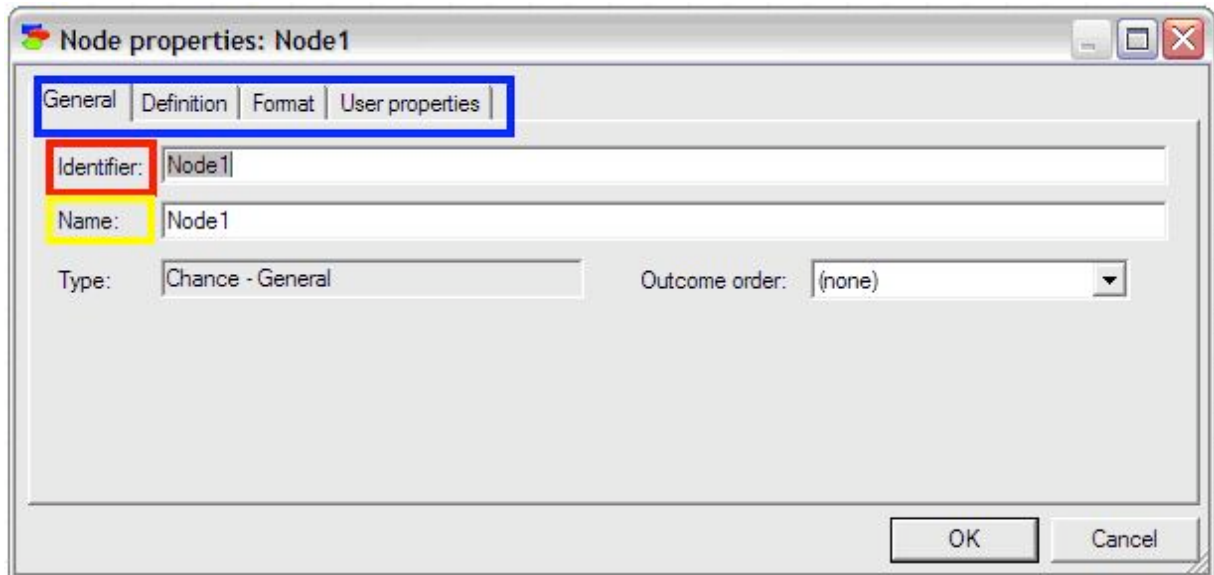 Node properties: Node1
General Definition Format User properties
Identifier: Node1
Name: Node1
Type: Chance - General Outcome order: (none)
OK Cancel